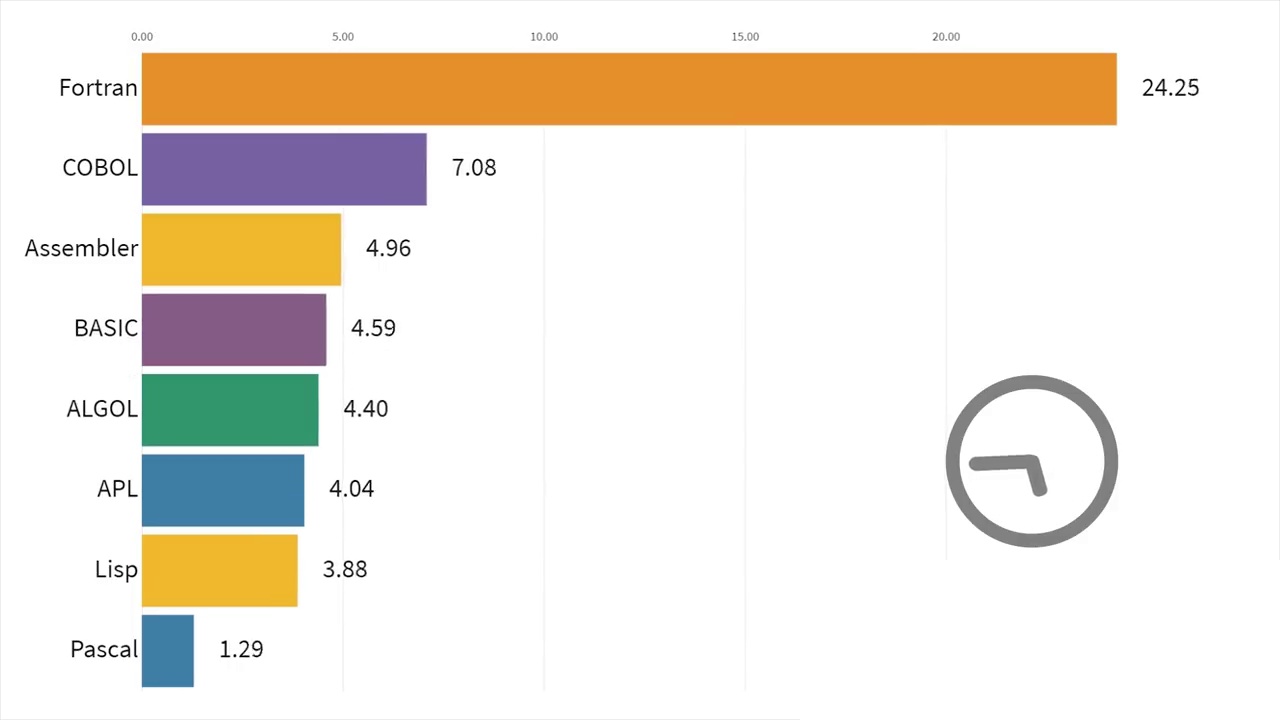 0.00 5.00 10.00 15.00 20.00
Fortran 24.25
COBOL 7.08
Assembler 4.96
BASIC 4.59
ALGOL 4.40
APL 4.04
Lisp 3.88
Pascal 1.29